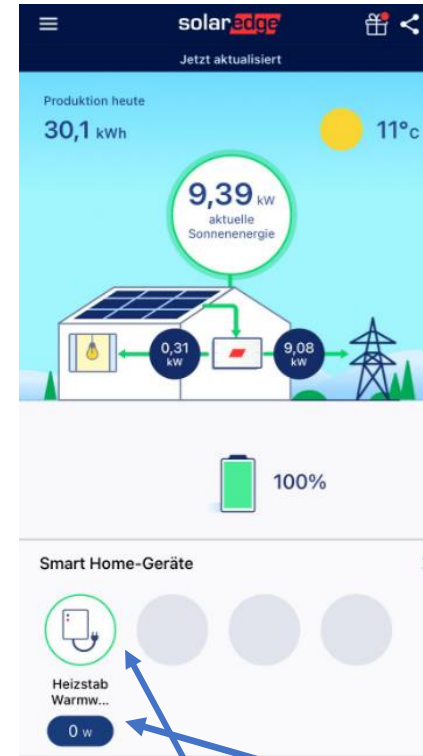 solaredge
Jetzt aktualisiert
Produktion heute
30,1 kWh
11°c
9,39 kW
aktuelle
Sonnenenergie
0,31
kW
9,08
kW
100%
Smart Home-Geräte
Heizstab
Warmw...
0 W